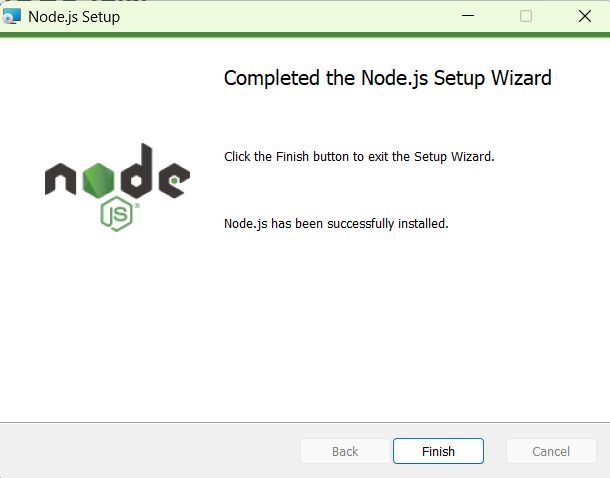 Node.js Setup
Completed the Node.js Setup Wizard
Click the Finish button to exit the Setup Wizard.
node
JS
Node.js has been successfully installed.
Back
Finish
Cancel